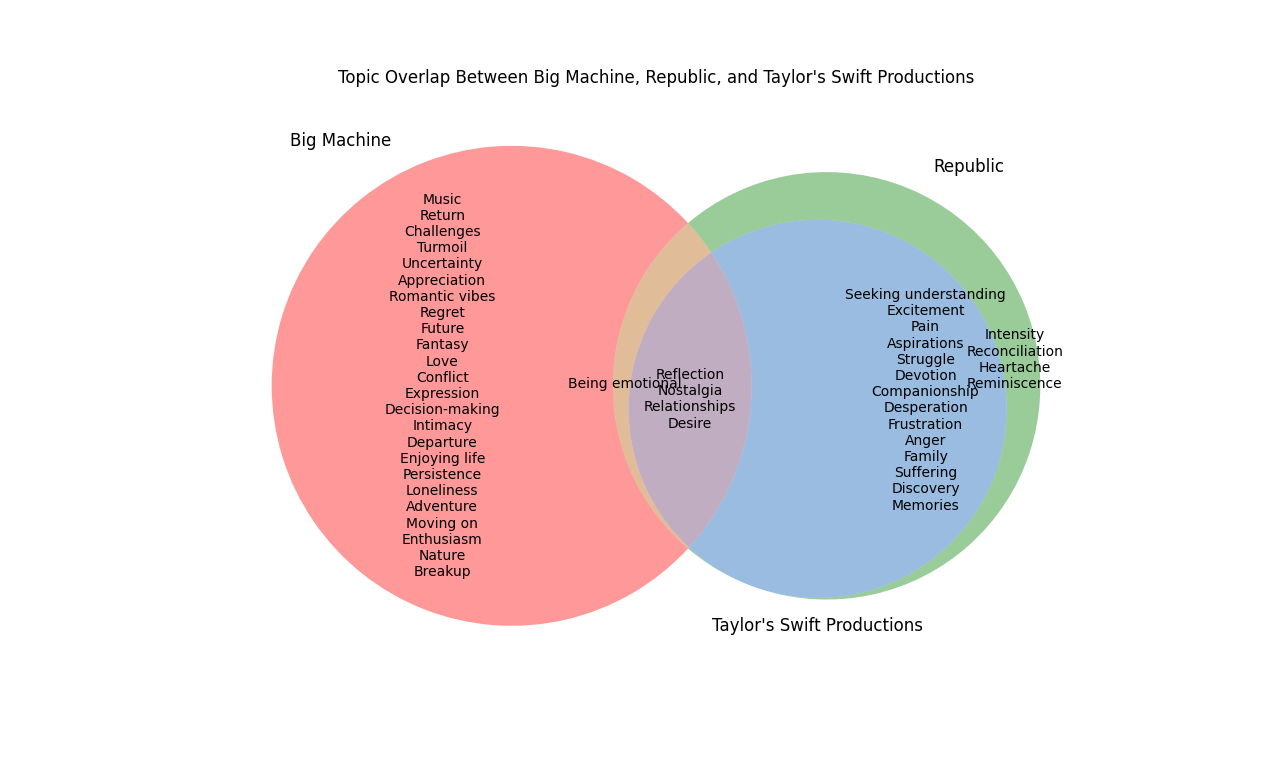 Topic Overlap Between Big Machine, Republic, and Taylor's Swift Productions
Big Machine
Republic
Music
Return
Challenges
Turmoil
Uncertainty
Appreciation
Romantic vibes
Regret
Future
Fantasy
Love
Conflict
Expression
Decision-making
Intimacy
Departure
Enjoying life
Persistence
Loneliness
Adventure
Moving on
Enthusiasm
Nature
Breakup
Being emotional
Reflection
Nostalgia
Relationships
Desire
Seeking understanding
Excitement
Pain
Aspirations
Struggle
Devotion
Companionship
Desperation
Frustration
Anger
Family
Suffering
Discovery
Memories
Intensity
Reconciliation
Heartache
Reminiscence
Taylor's Swift Productions